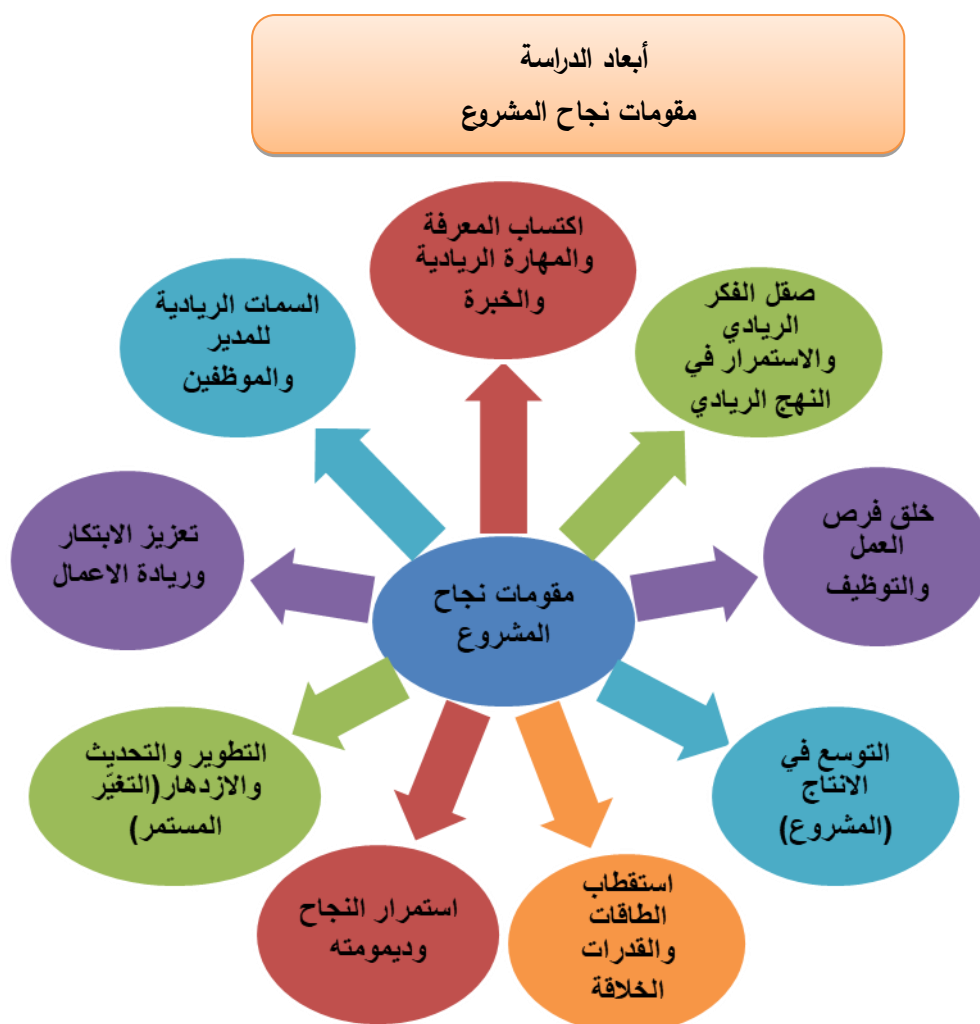 أبعاد الدراسة
مقومات نجاح المشروع
اكتساب المعرفة
والمهارة الريادية
والخبرة
صقل الفكر
الريادي
والاستمرار في
النهج الريادي
السمات الريادية
للمدير
والموظفين
خلق فرص
العمل
والتوظيف
تعزيز الابتكار
وريادة الاعمال
مقومات نجاح
المشروع
التوسع في
الانتاج
(المشروع)
التطوير والتحديث
والازدهار(التغيّر
المستمر)
استقطاب
الطاقات
والقدرات
الخلاقة
استمرار النجاح
وديمومته